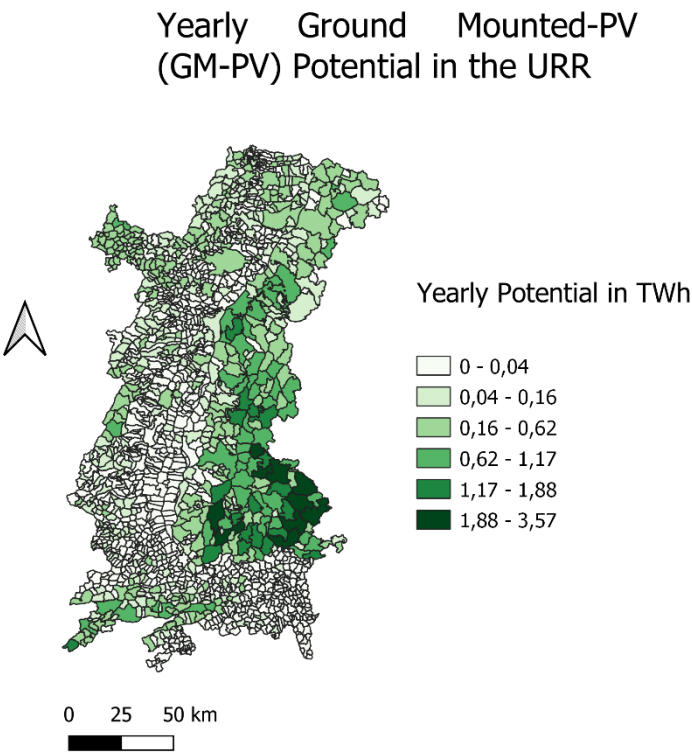 Yearly Ground Mounted-PV
(GM-PV) Potential in the URR
Yearly Potential in TWh
0 - 0,04
0,04 - 0,16
0,16 - 0,62
0,62 - 1,17
1,17 - 1,88
1,88 - 3,57
0 25 50 km